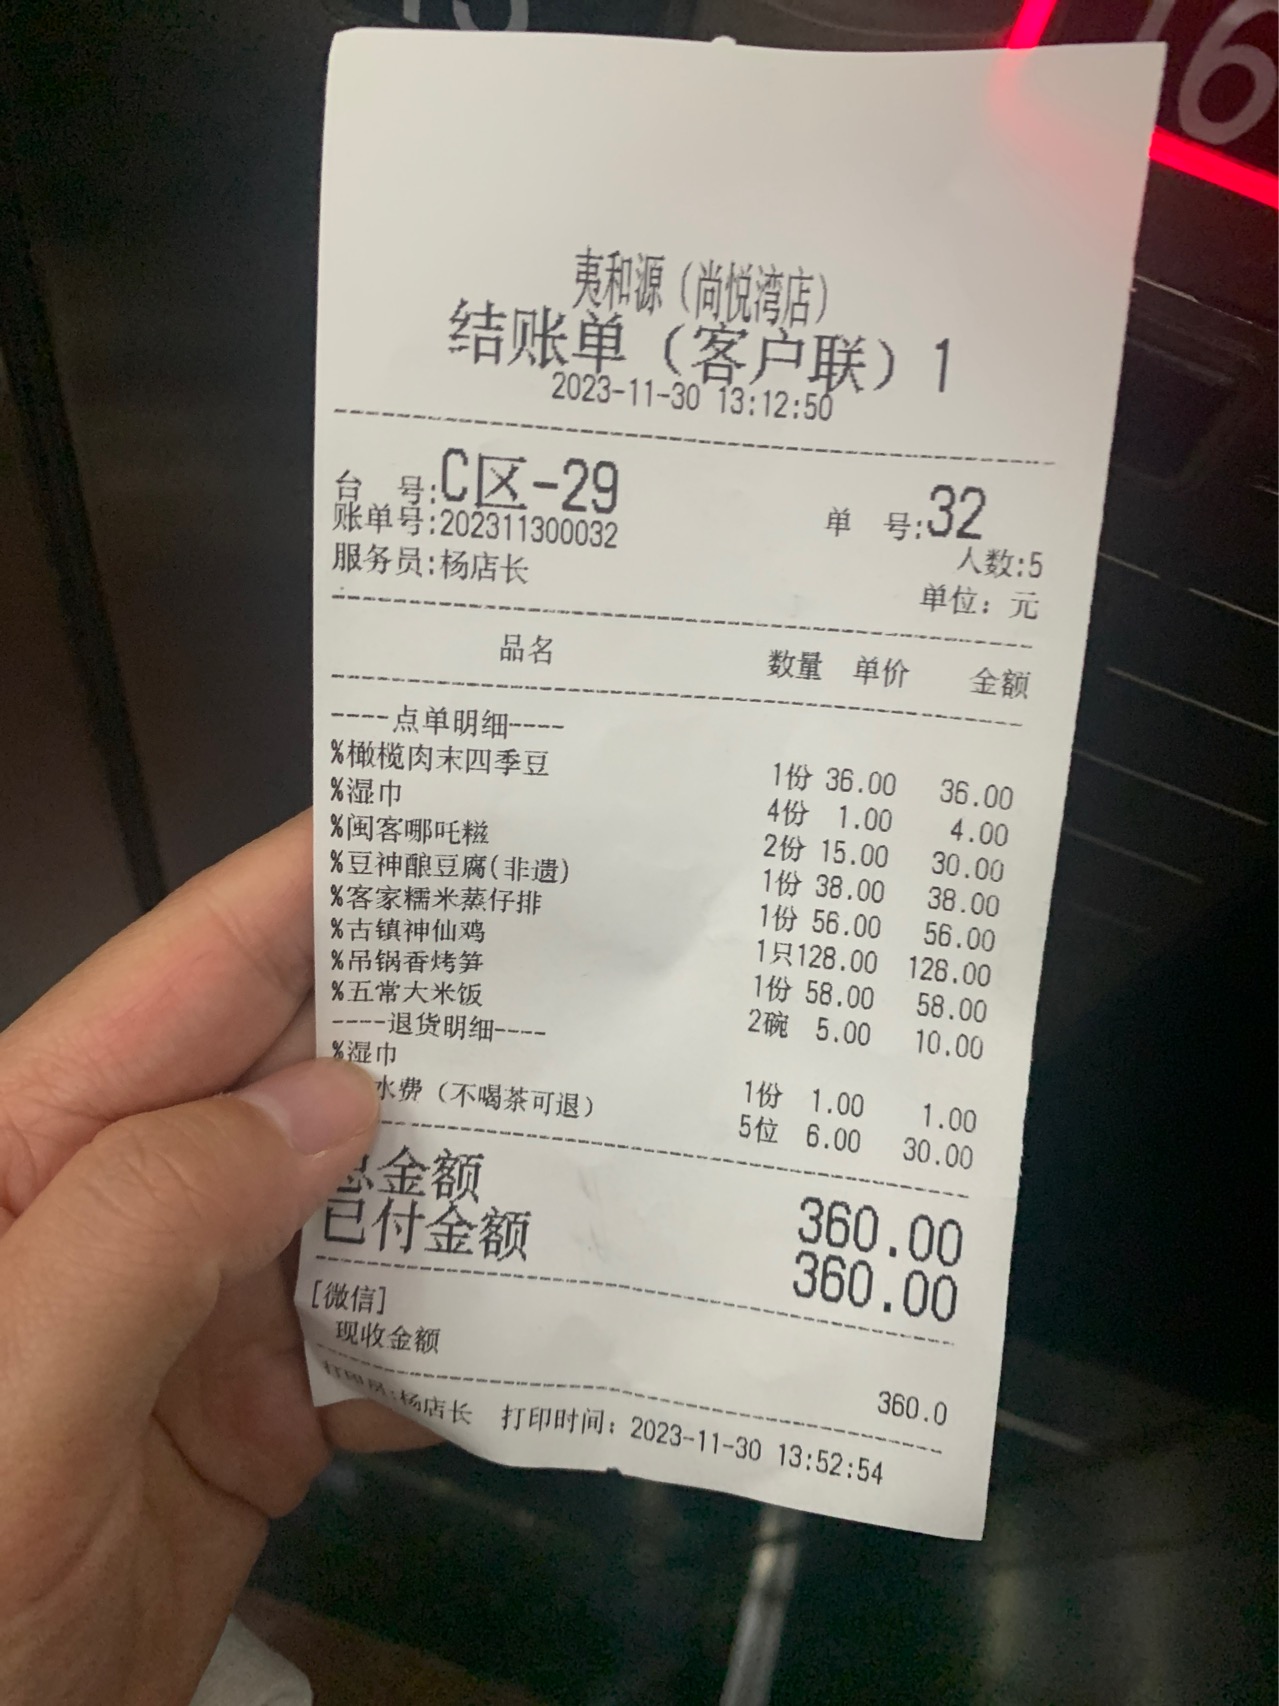 15
16
夷和源（尚悦湾店）
结账单（客户联）1
2023-11-30 13:12:50
台 号:C区-29 单 号:32
账单号:202311300032 人数:5
服务员:杨店长 单位：元
品名 数量 单价 金额
----点单明细----
%橄榄肉末四季豆 1份 36.00 36.00
%湿巾 4份 1.00 4.00
%闽客哪吒糍 2份 15.00 30.00
%豆神酿豆腐(非遗) 1份 38.00 38.00
%客家糯米蒸仔排 1份 56.00 56.00
%古镇神仙鸡 1只128.00 128.00
%吊锅香烤笋 1份 58.00 58.00
%五常大米饭 2碗 5.00 10.00
----退货明细----
%湿巾 1份 1.00 1.00
水费（不喝茶可退） 5位 6.00 30.00
总金额 360.00
已付金额 360.00
[微信]
现收金额 360.0
打印员:杨店长 打印时间：2023-11-30 13:52:54